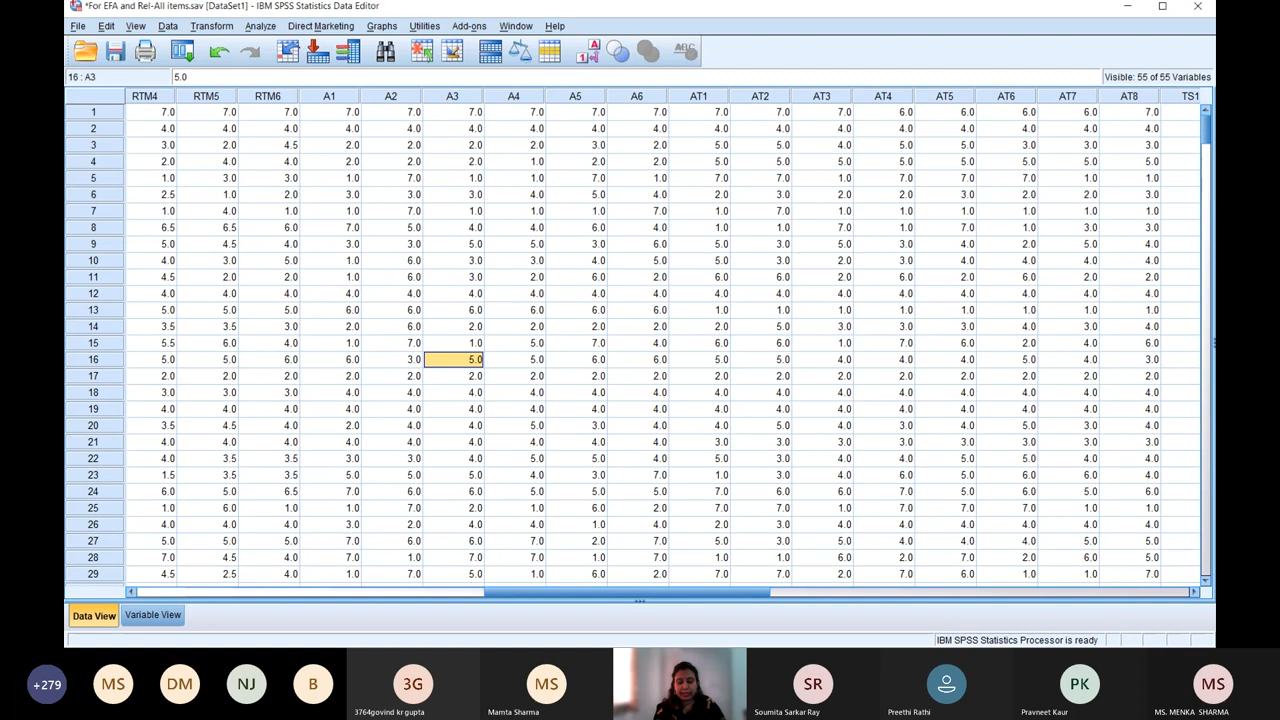 *For EFA and Rel-All items.sav [DataSet1] - IBM SPSS Statistics Data Editor
File Edit View Data Transform Analyze Direct Marketing Graphs Utilities Add-ons Window Help
16 : A3 5.0 Visible: 55 of 55 Variables
RTM4 RTM5 RTM6 A1 A2 A3 A4 A5 A6 AT1 AT2 AT3 AT4 AT5 AT6 AT7 AT8 TS1
1 7.0 7.0 7.0 7.0 7.0 7.0 7.0 7.0 7.0 7.0 7.0 7.0 6.0 6.0 6.0 6.0 7.0
2 4.0 4.0 4.0 4.0 4.0 4.0 4.0 4.0 4.0 4.0 4.0 4.0 4.0 4.0 4.0 4.0 4.0
3 3.0 2.0 4.5 2.0 2.0 2.0 2.0 3.0 2.0 5.0 5.0 4.0 5.0 5.0 3.0 3.0 3.0
4 2.0 4.0 4.0 2.0 2.0 2.0 1.0 2.0 2.0 5.0 5.0 5.0 5.0 5.0 5.0 5.0 5.0
5 1.0 3.0 3.0 1.0 7.0 1.0 1.0 7.0 1.0 7.0 7.0 1.0 7.0 7.0 7.0 1.0 1.0
6 2.5 1.0 2.0 3.0 3.0 3.0 4.0 5.0 4.0 2.0 3.0 2.0 2.0 3.0 2.0 2.0 3.0
7 1.0 4.0 1.0 1.0 7.0 1.0 1.0 1.0 7.0 1.0 7.0 1.0 1.0 1.0 1.0 1.0 1.0
8 6.5 6.5 6.0 7.0 5.0 4.0 4.0 6.0 4.0 1.0 1.0 7.0 1.0 7.0 1.0 3.0 3.0
9 5.0 4.5 4.0 3.0 3.0 5.0 5.0 3.0 6.0 5.0 3.0 5.0 3.0 4.0 2.0 5.0 4.0
10 4.0 3.0 5.0 1.0 6.0 3.0 3.0 4.0 5.0 5.0 3.0 2.0 3.0 4.0 4.0 2.0 3.0
11 4.5 2.0 2.0 1.0 6.0 3.0 2.0 6.0 2.0 6.0 6.0 2.0 6.0 2.0 6.0 2.0 2.0
12 4.0 4.0 4.0 4.0 4.0 4.0 4.0 4.0 4.0 4.0 4.0 4.0 4.0 4.0 4.0 4.0 4.0
13 5.0 5.0 5.0 6.0 6.0 6.0 6.0 6.0 6.0 1.0 1.0 1.0 1.0 1.0 1.0 1.0 1.0
14 3.5 3.5 3.0 2.0 6.0 2.0 2.0 2.0 2.0 2.0 5.0 3.0 3.0 3.0 4.0 3.0 2.0
15 5.5 6.0 4.0 1.0 7.0 1.0 5.0 7.0 4.0 6.0 6.0 1.0 7.0 4.0 6.0 4.0 3.0
16 5.0 5.0 6.0 6.0 3.0 5.0 5.0 6.0 6.0 5.0 5.0 4.0 4.0 4.0 5.0 4.0 3.0
17 2.0 2.0 2.0 2.0 2.0 2.0 2.0 2.0 2.0 2.0 2.0 2.0 2.0 2.0 2.0 2.0 2.0
18 3.0 3.0 3.0 4.0 4.0 4.0 4.0 4.0 4.0 4.0 4.0 4.0 4.0 4.0 4.0 4.0 4.0
19 4.0 4.0 4.0 4.0 4.0 4.0 4.0 4.0 4.0 4.0 4.0 4.0 4.0 4.0 4.0 4.0 4.0
20 3.5 4.5 4.0 2.0 4.0 4.0 5.0 3.0 4.0 4.0 5.0 4.0 3.0 4.0 3.0 4.0 4.0
21 4.0 4.0 4.0 4.0 4.0 4.0 4.0 4.0 4.0 3.0 3.0 3.0 3.0 3.0 3.0 3.0 3.0
22 4.0 3.5 3.5 3.0 3.0 4.0 5.0 5.0 4.0 4.0 3.0 4.0 4.0 5.0 5.0 4.0 4.0
23 1.5 3.5 3.5 5.0 5.0 5.0 4.0 3.0 7.0 1.0 3.0 4.0 6.0 5.0 6.0 5.0 4.0
24 6.0 5.0 6.5 7.0 6.0 6.0 5.0 5.0 5.0 7.0 6.0 6.0 7.0 5.0 6.0 5.0 6.0
25 1.0 6.0 1.0 1.0 7.0 2.0 1.0 6.0 2.0 7.0 7.0 1.0 7.0 7.0 7.0 1.0 1.0
26 4.0 4.0 4.0 3.0 2.0 4.0 4.0 1.0 4.0 2.0 3.0 4.0 4.0 4.0 4.0 4.0 4.0
27 5.0 5.0 5.0 7.0 6.0 6.0 7.0 2.0 7.0 5.0 3.0 5.0 4.0 4.0 4.0 5.0 5.0
28 7.0 4.5 4.0 7.0 1.0 7.0 7.0 1.0 7.0 1.0 1.0 6.0 2.0 7.0 2.0 6.0 5.0
29 4.5 2.5 4.0 1.0 7.0 5.0 1.0 6.0 2.0 7.0 7.0 2.0 7.0 6.0 1.0 1.0 7.0
Data View Variable View
IBM SPSS Statistics Processor is ready
+279 MS DM NJ B 3G MS SR PK MS
3764govind kr gupta Mamta Sharma Soumita Sarkar Ray Preethi Rathi Pravneet Kaur MS. MENKA SHARMA